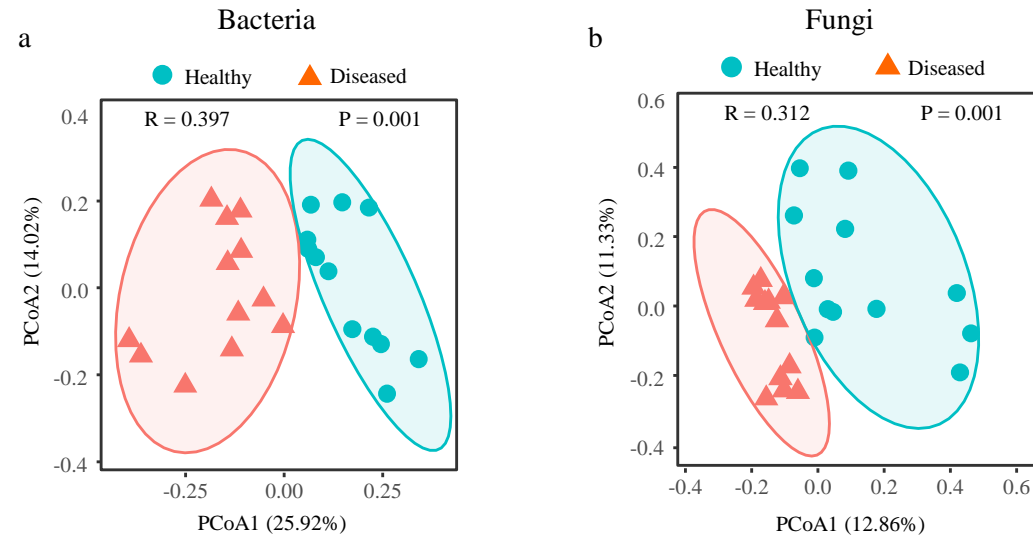 Bacteria
a
Healthy
Diseased
R = 0.397
P = 0.001
0.4
0.2
0.0
-0.2
-0.4
PCoA2 (14.02%)
-0.25
0.00
0.25
PCoA1 (25.92%)
Fungi
b
Healthy
Diseased
R = 0.312
P = 0.001
0.6
0.4
0.2
0.0
-0.2
-0.4
PCoA2 (11.33%)
-0.4
-0.2
0.0
0.2
0.4
0.6
PCoA1 (12.86%)